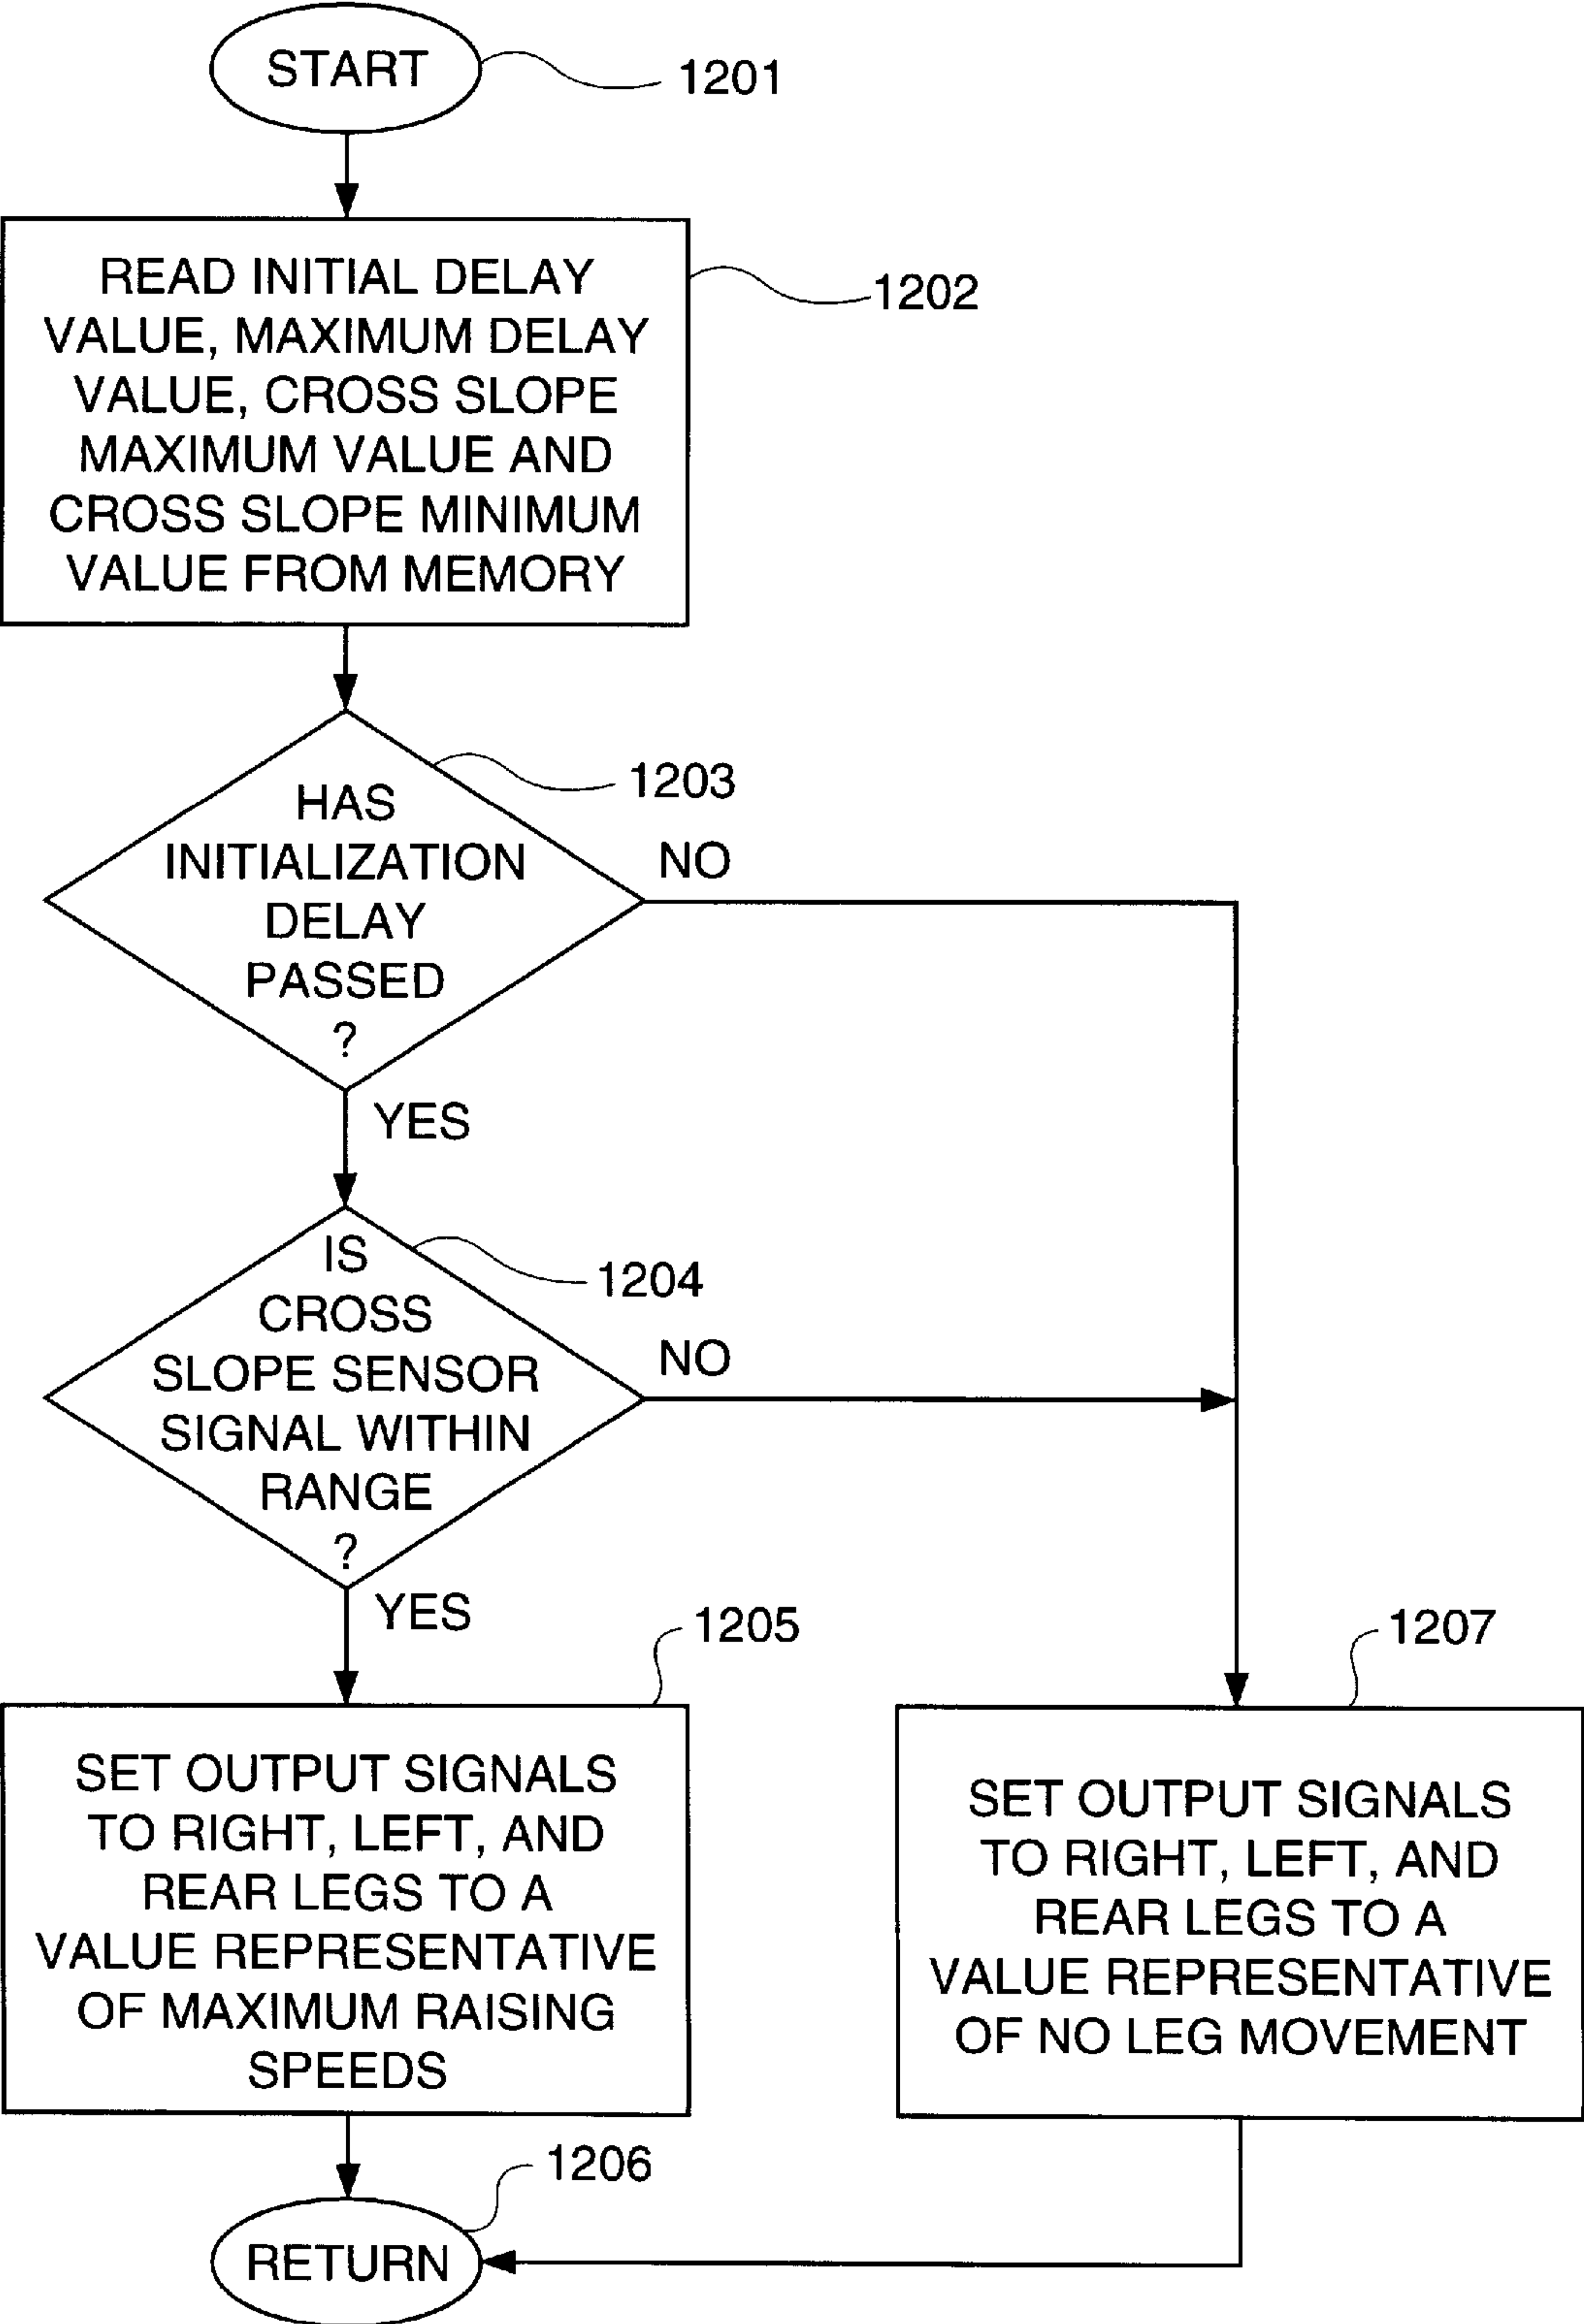 START
1201
READ INITIAL DELAY
VALUE, MAXIMUM DELAY
VALUE, CROSS SLOPE
MAXIMUM VALUE AND
CROSS SLOPE MINIMUM
VALUE FROM MEMORY
1202
HAS
INITIALIZATION
DELAY
PASSED
?
1203
NO
YES
IS
CROSS
SLOPE SENSOR
SIGNAL WITHIN
RANGE
?
1204
NO
YES
1205
SET OUTPUT SIGNALS
TO RIGHT, LEFT, AND
REAR LEGS TO A
VALUE REPRESENTATIVE
OF MAXIMUM RAISING
SPEEDS
1207
SET OUTPUT SIGNALS
TO RIGHT, LEFT, AND
REAR LEGS TO A
VALUE REPRESENTATIVE
OF NO LEG MOVEMENT
1206
RETURN